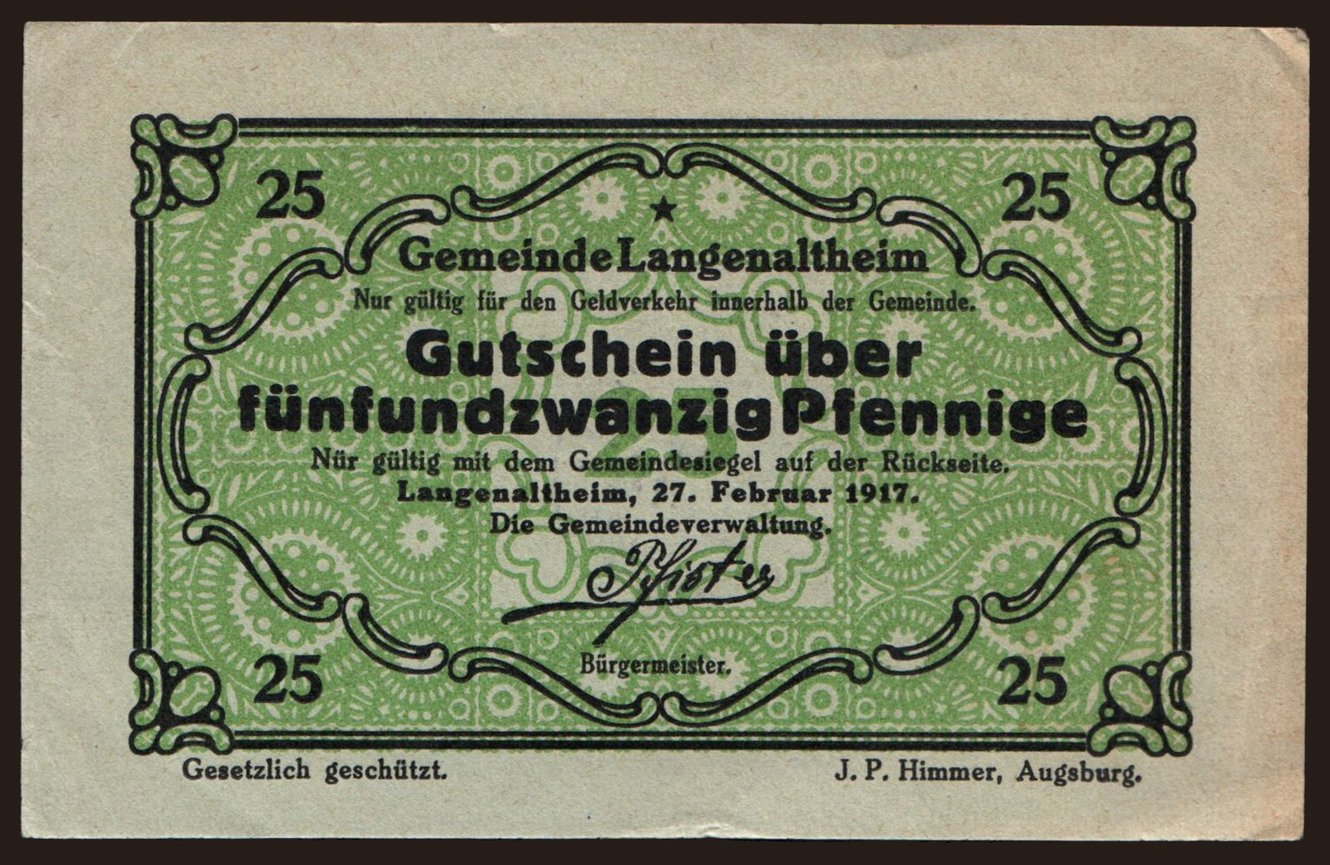 25 25
Gemeinde Langenaltheim
Nur gültig für den Geldverkehr innerhalb der Gemeinde.
Gutschein über
fünfundzwanzig Pfennige
25
Nür gültig mit dem Gemeindesiegel auf der Rückseite.
Langenaltheim, 27. Februar 1917.
Die Gemeindeverwaltung.
Pfister
Bürgermeister.
25 25
Gesetzlich geschützt. J. P. Himmer, Augsburg.